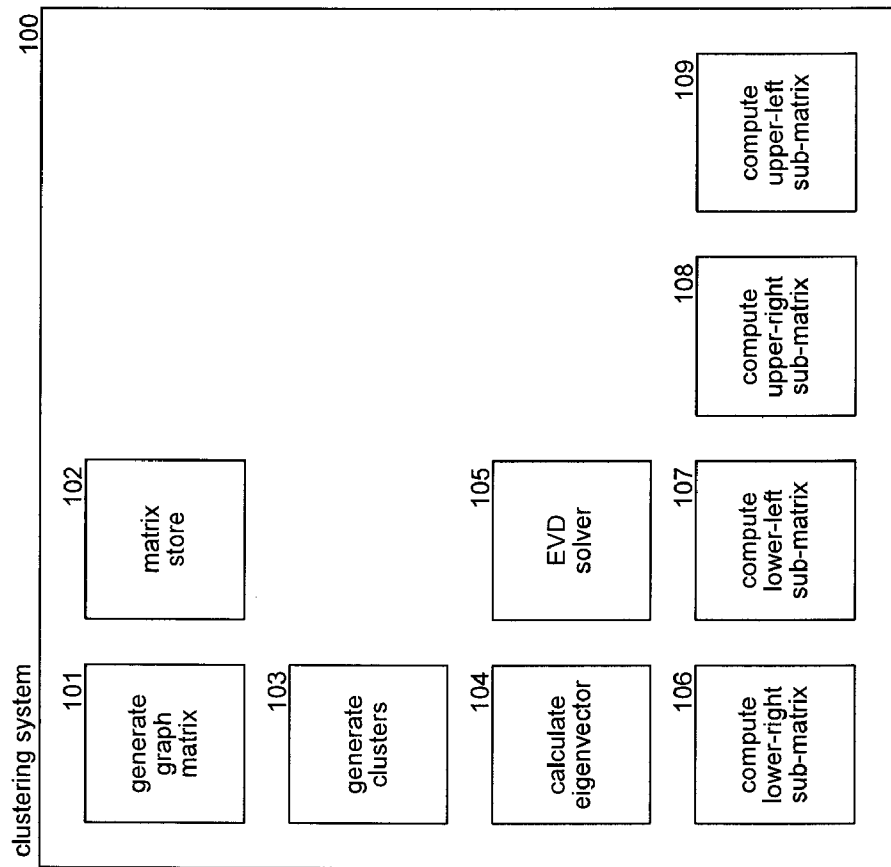 clustering system
100
101
generate
graph
matrix
102
matrix
store
103
generate
clusters
104
calculate
eigenvector
105
EVD
solver
106
compute
lower-right
sub-matrix
107
compute
lower-left
sub-matrix
108
compute
upper-right
sub-matrix
109
compute
upper-left
sub-matrix